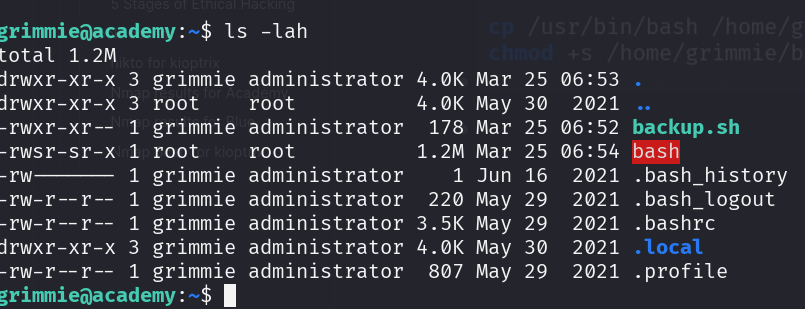 5 Stages of Ethical Hacking
grimmie@academy:~$ ls -lah
cp /usr/bin/bash /home/g
total 1.2M
nikto for kioptrix
chmod +s /home/grimmie/b
drwxr-xr-x 3 grimmie administrator 4.0K Mar 25 06:53 .
Nmap results for Academy
drwxr-xr-x 3 root    root          4.0K May 30  2021 ..
Nmap results for Blue
-rwxr-xr-- 1 grimmie administrator  178 Mar 25 06:52 backup.sh
-rwsr-sr-x 1 root    root          1.2M Mar 25 06:54 bash
-rw------- 1 grimmie administrator    1 Jun 16  2021 .bash_history
-rw-r--r-- 1 grimmie administrator  220 May 29  2021 .bash_logout
-rw-r--r-- 1 grimmie administrator 3.5K May 29  2021 .bashrc
drwxr-xr-x 3 grimmie administrator 4.0K May 30  2021 .local
-rw-r--r-- 1 grimmie administrator  807 May 29  2021 .profile
grimmie@academy:~$